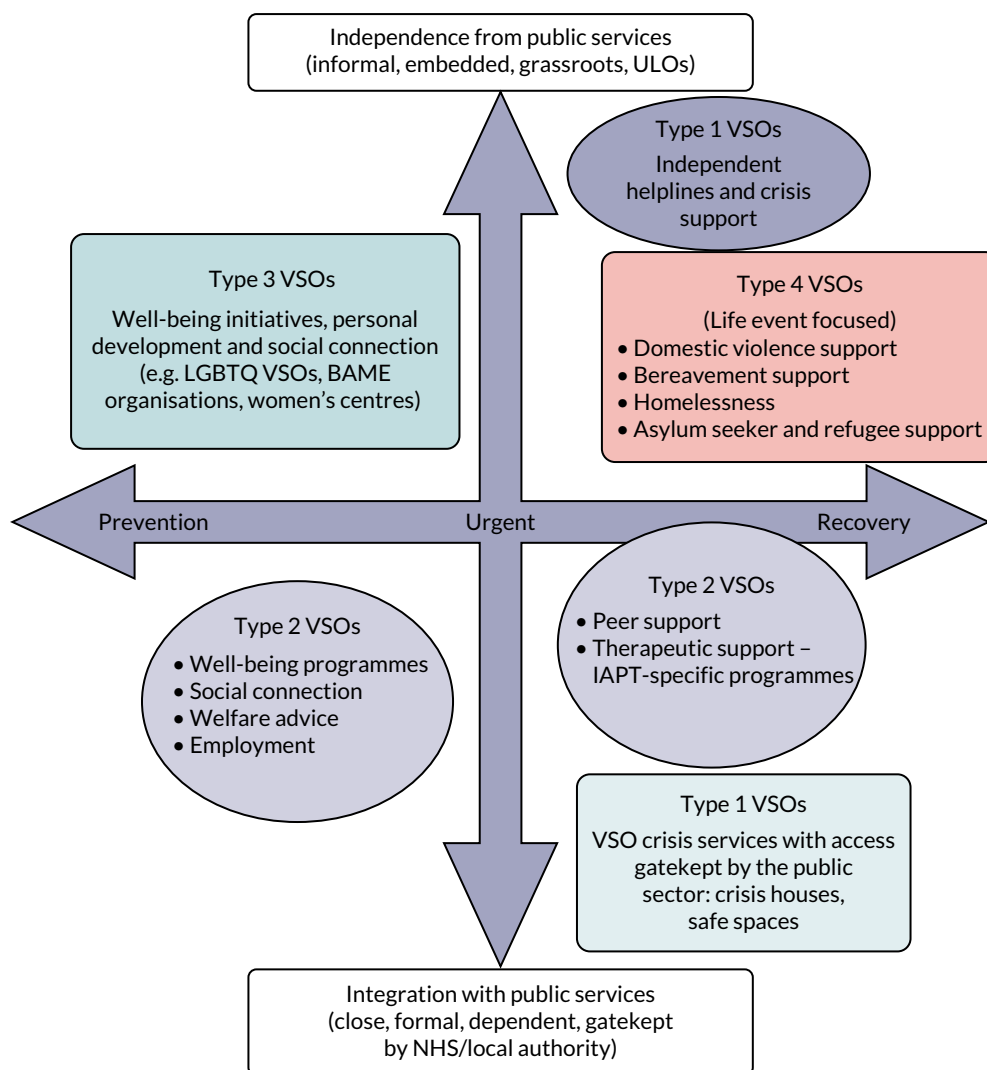 Independence from public services
(informal, embedded, grassroots, ULOs)
Type 1 VSOs
Independent
helplines and crisis
support
Type 3 VSOs
Well-being initiatives, personal
development and social connection
(e.g. LGBTQ VSOs, BAME
organisations, women’s centres)
Type 4 VSOs
(Life event focused)
• Domestic violence support
• Bereavement support
• Homelessness
• Asylum seeker and refugee support
Prevention
Urgent
Recovery
Type 2 VSOs
• Well-being programmes
• Social connection
• Welfare advice
• Employment
Type 2 VSOs
• Peer support
• Therapeutic support –
IAPT-specific programmes
Type 1 VSOs
VSO crisis services with access
gatekept by the public
sector: crisis houses,
safe spaces
Integration with public services
(close, formal, dependent, gatekept
by NHS/local authority)